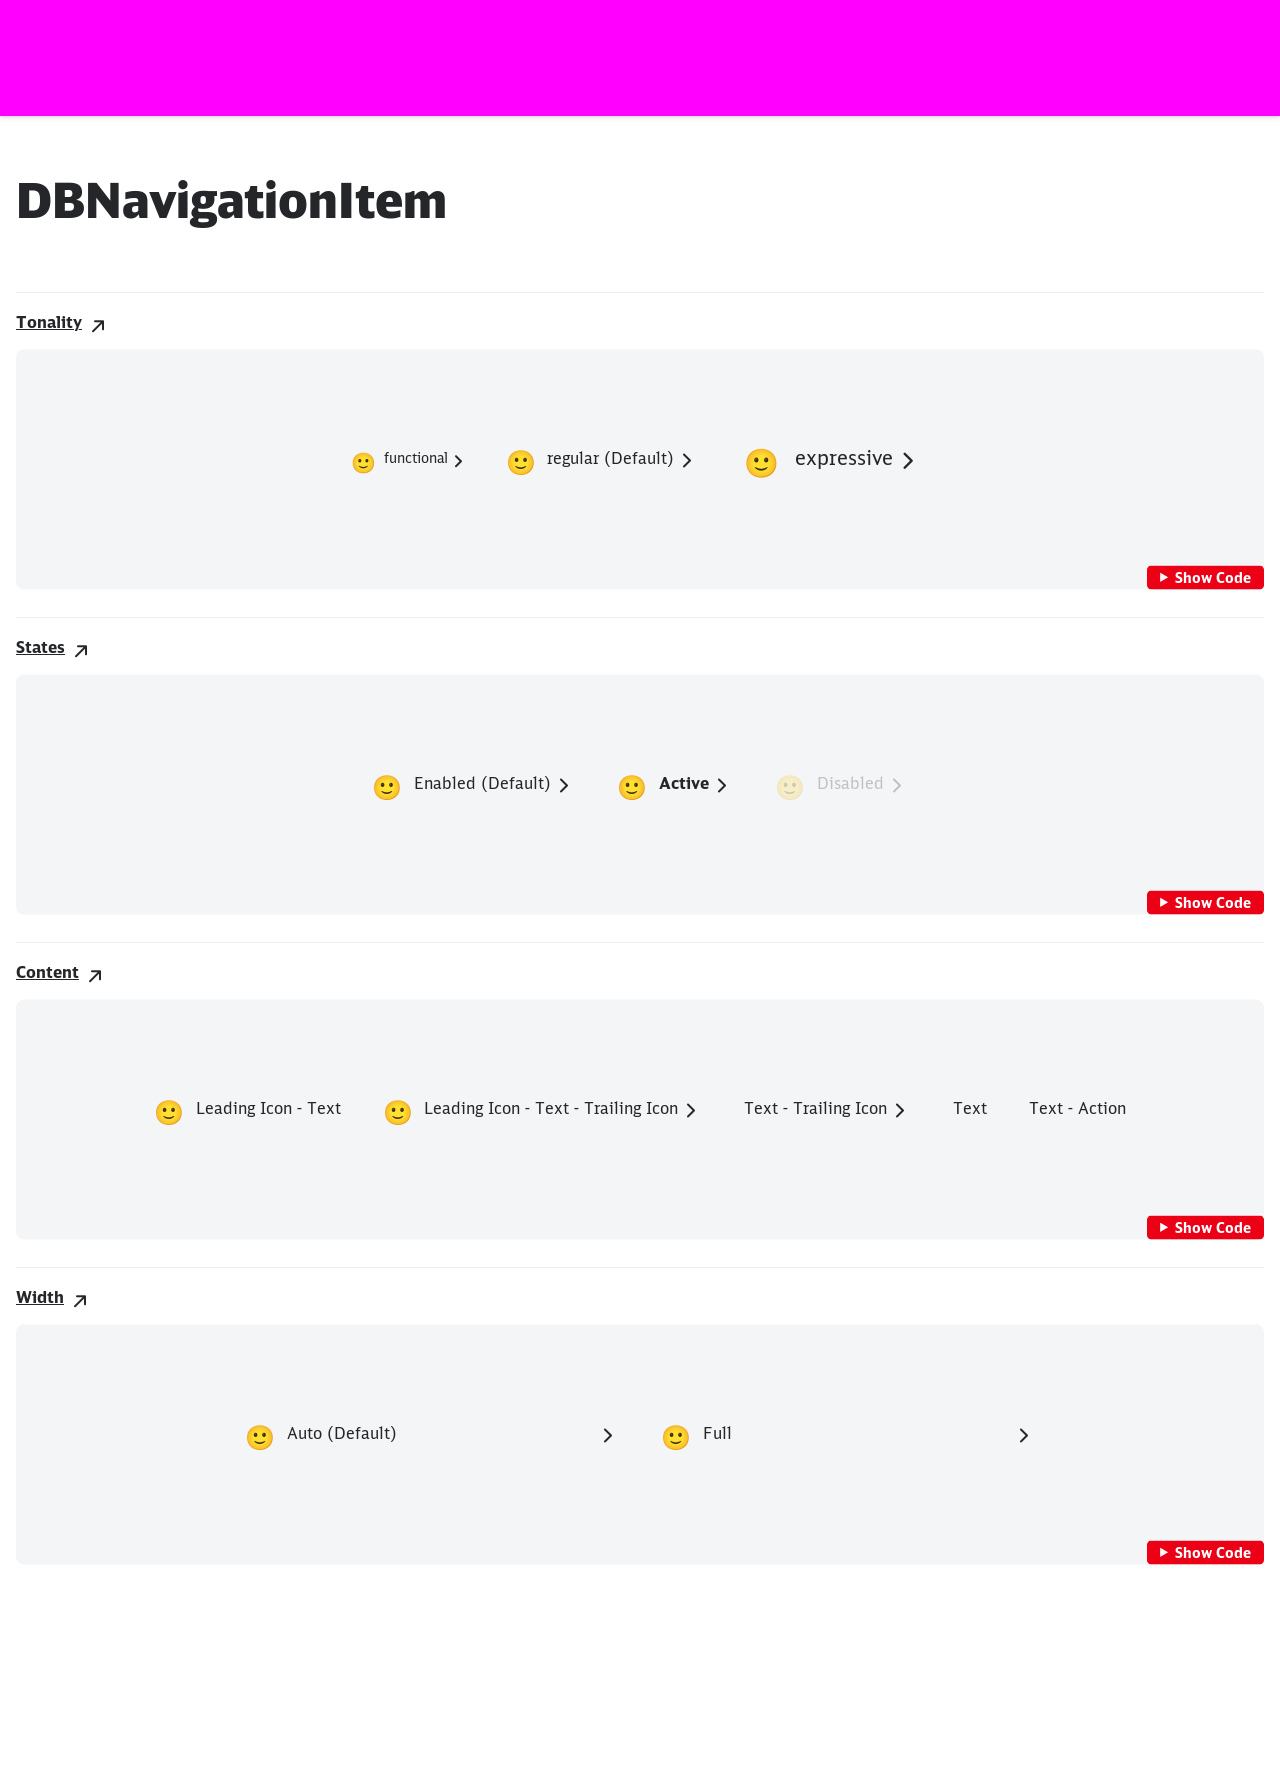 DBNavigationItem
Tonality
functional regular (Default) expressive
Show Code
States
Enabled (Default) Active Disabled
Show Code
Content
Leading Icon - Text Leading Icon - Text - Trailing Icon Text - Trailing Icon Text Text - Action
Show Code
Width
Auto (Default) Full
Show Code